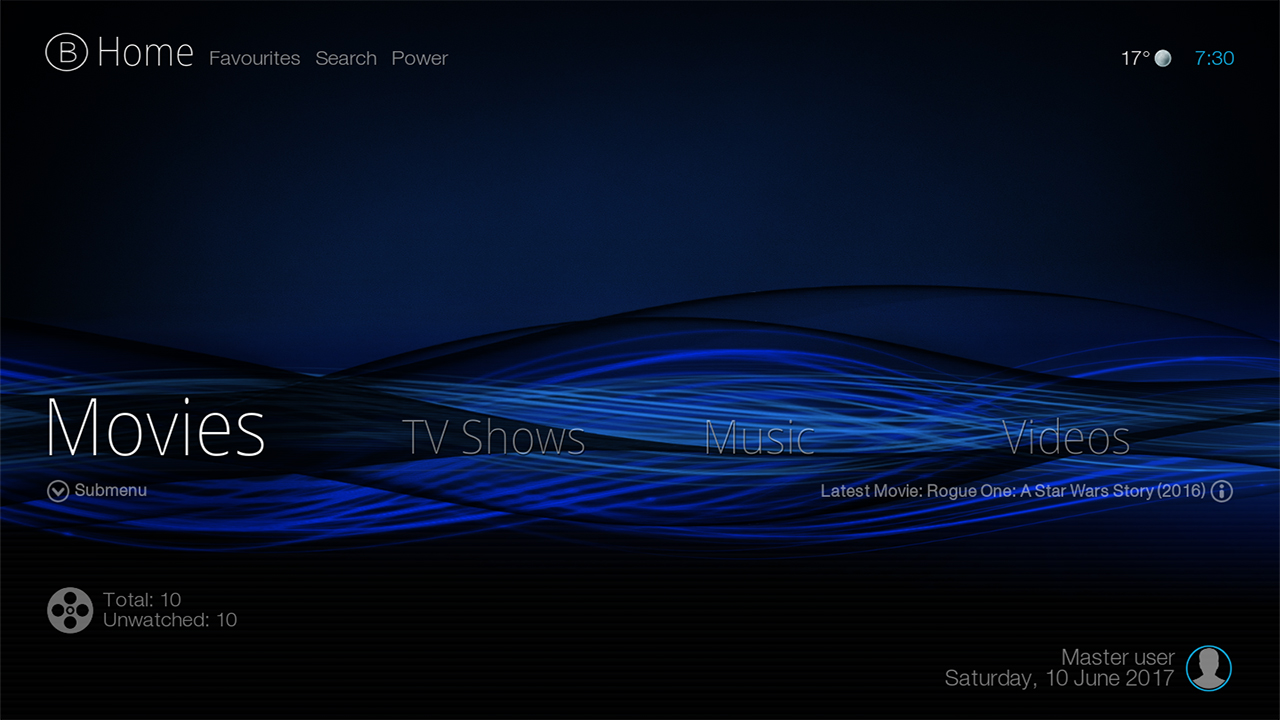 B Home Favourites Search Power
17° 7:30
Movies TV Shows Music Videos
Submenu
Latest Movie: Rogue One: A Star Wars Story (2016)
Total: 10
Unwatched: 10
Master user
Saturday, 10 June 2017